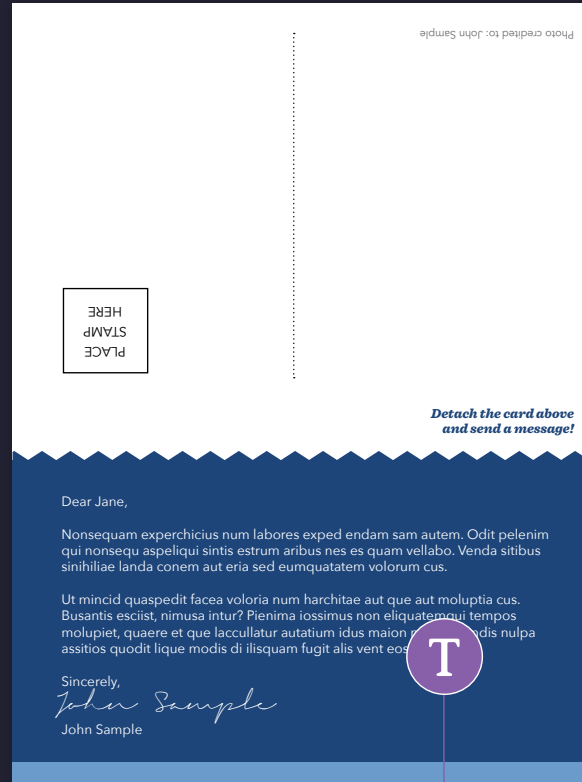 Photo credited to: John Sample
PLACE
STAMP
HERE
Detach the card above
and send a message!
Dear Jane,
Nonsequam experchicius num labores exped endam sam autem. Odit pelenim
qui nonsequ aspeliqui sintis estrum aribus nes es quam vellabo. Venda sitibus
sinihiliae landa conem aut eria sed eumquatatem volorum cus.
Ut mincid quaspedit facea voloria num harchitae aut que aut moluptia cus.
Busantis esciist, nimusa intur? Pienima iossimus non eliquatemqui tempos
molupiet, quaere et que laccullatur autatium idus maion nulpa
assitios quodit lique modis di ilisquam fugit alis vent
T
Sincerely,
John Sample
John Sample